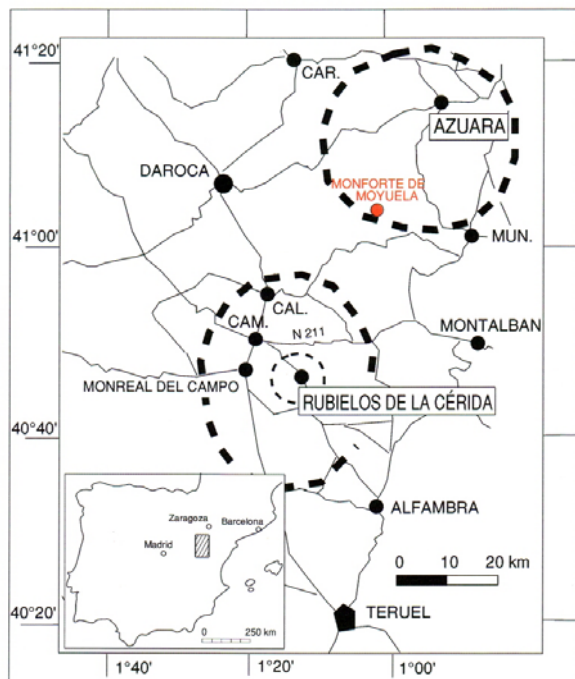 41°20'
CAR.
AZUARA
DAROCA
MONFORTE DE
MOYUELA
41°00'
MUN.
CAL.
CAM.
N 211
MONTALBAN
MONREAL DEL CAMPO
RUBIELOS DE LA CÉRIDA
40°40'
Zaragoza
Barcelona
Madrid
ALFAMBRA
0 10 20 km
40°20'
TERUEL
0 250 km
1°40'
1°20'
1°00'